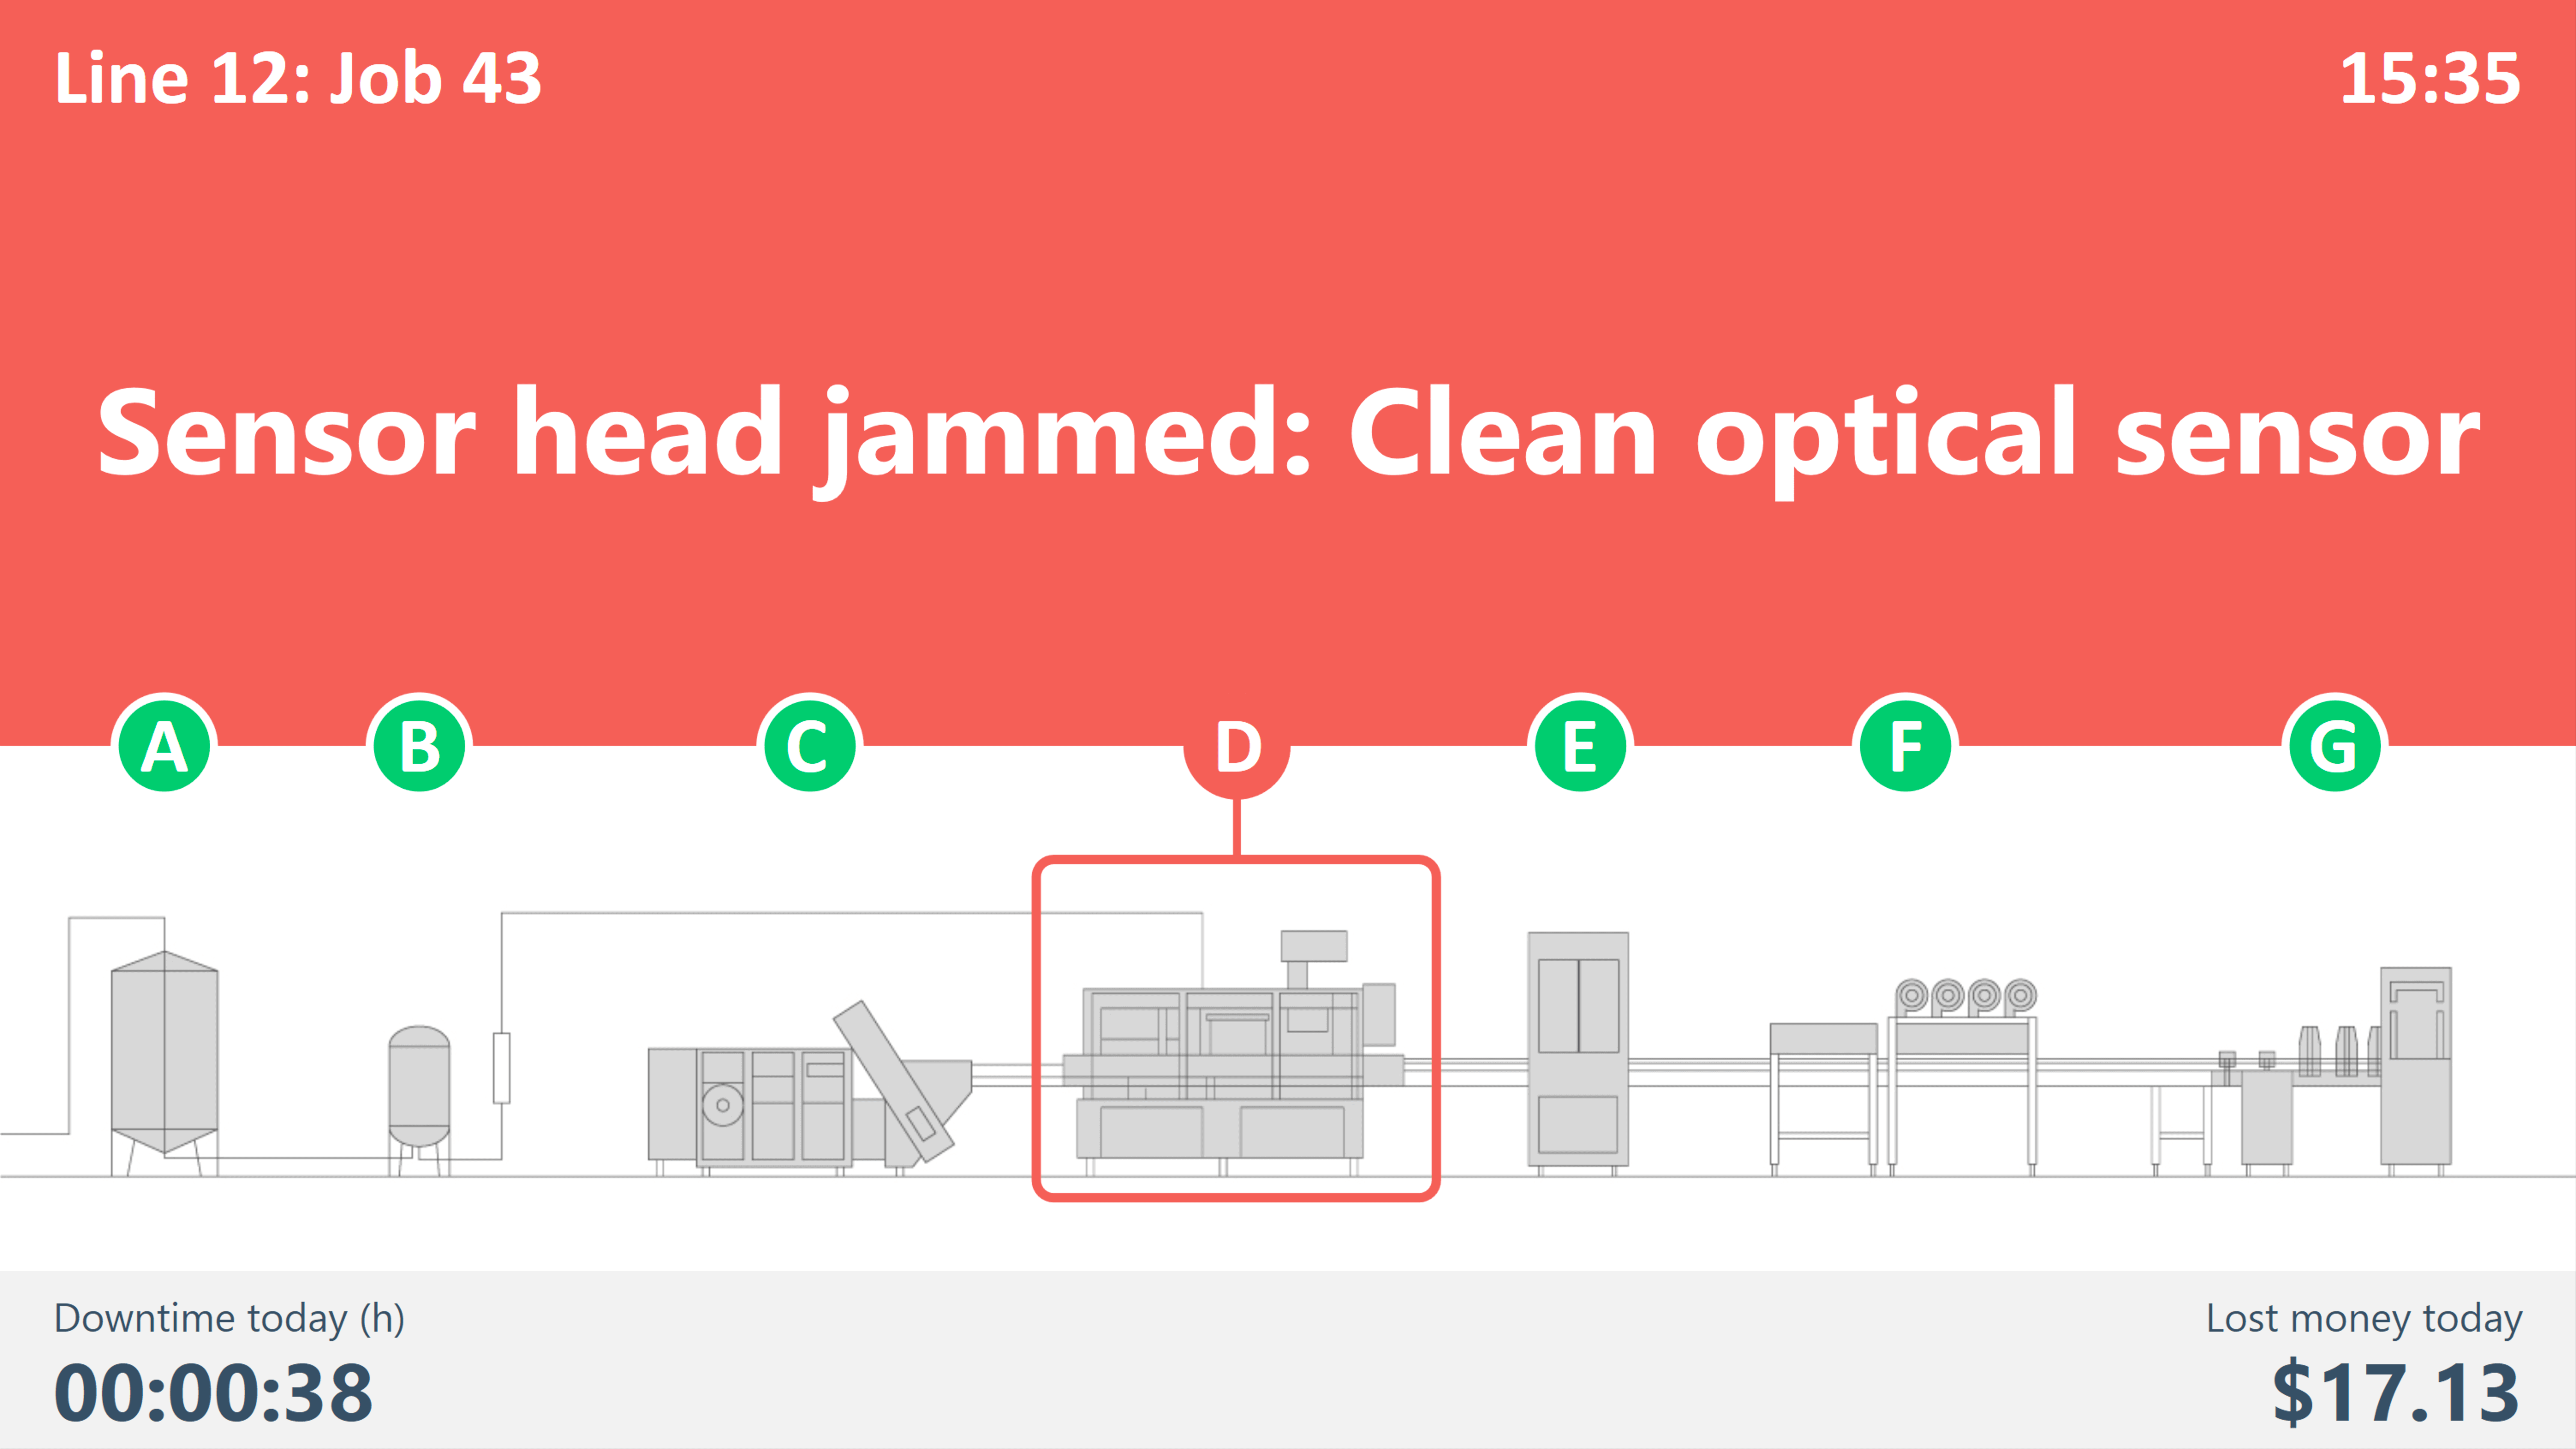 Line 12: Job 43
15:35
Sensor head jammed: Clean optical sensor
A B C D E F G
Downtime today (h)
Lost money today
00:00:38
$17.13